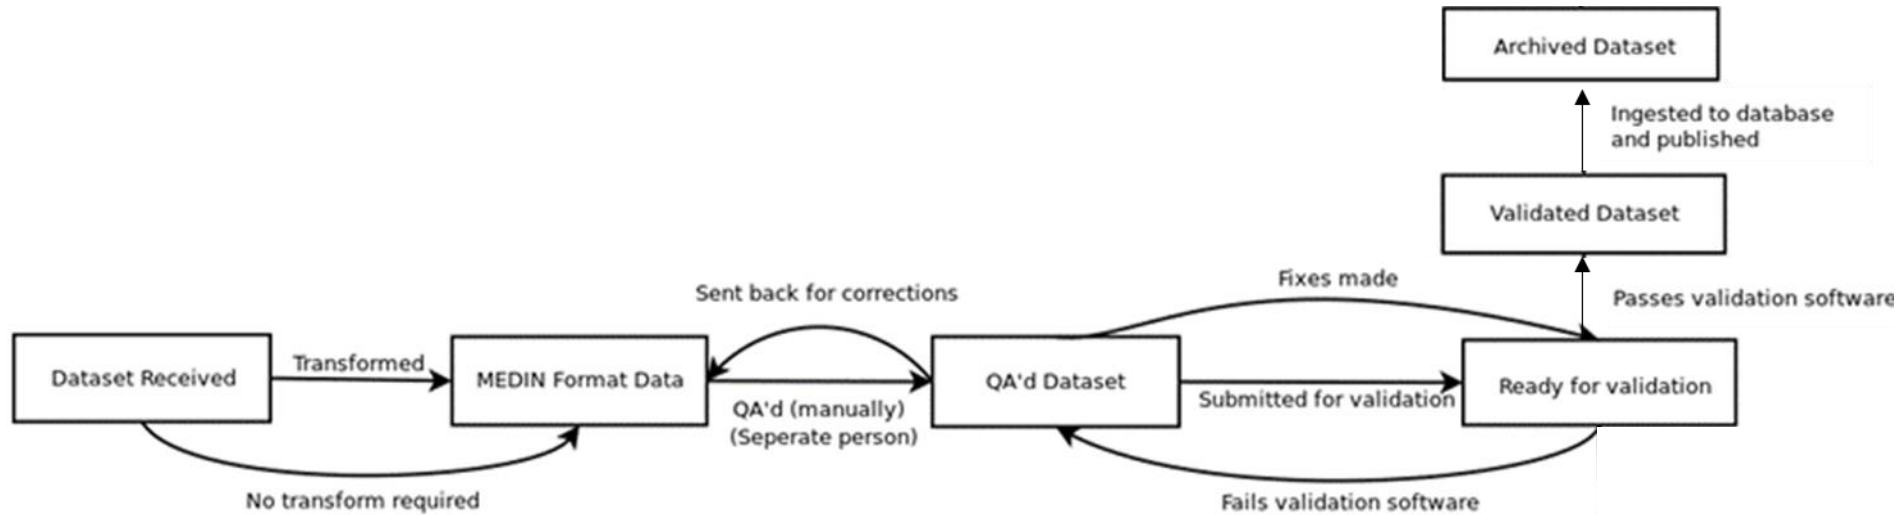 Archived Dataset
Ingested to database
and published
Validated Dataset
Passes validation software
Fixes made
Sent back for corrections
Dataset Received
Transformed
MEDIN Format Data
QA'd (manually)
(Seperate person)
QA'd Dataset
Submitted for validation
Ready for validation
No transform required
Fails validation software